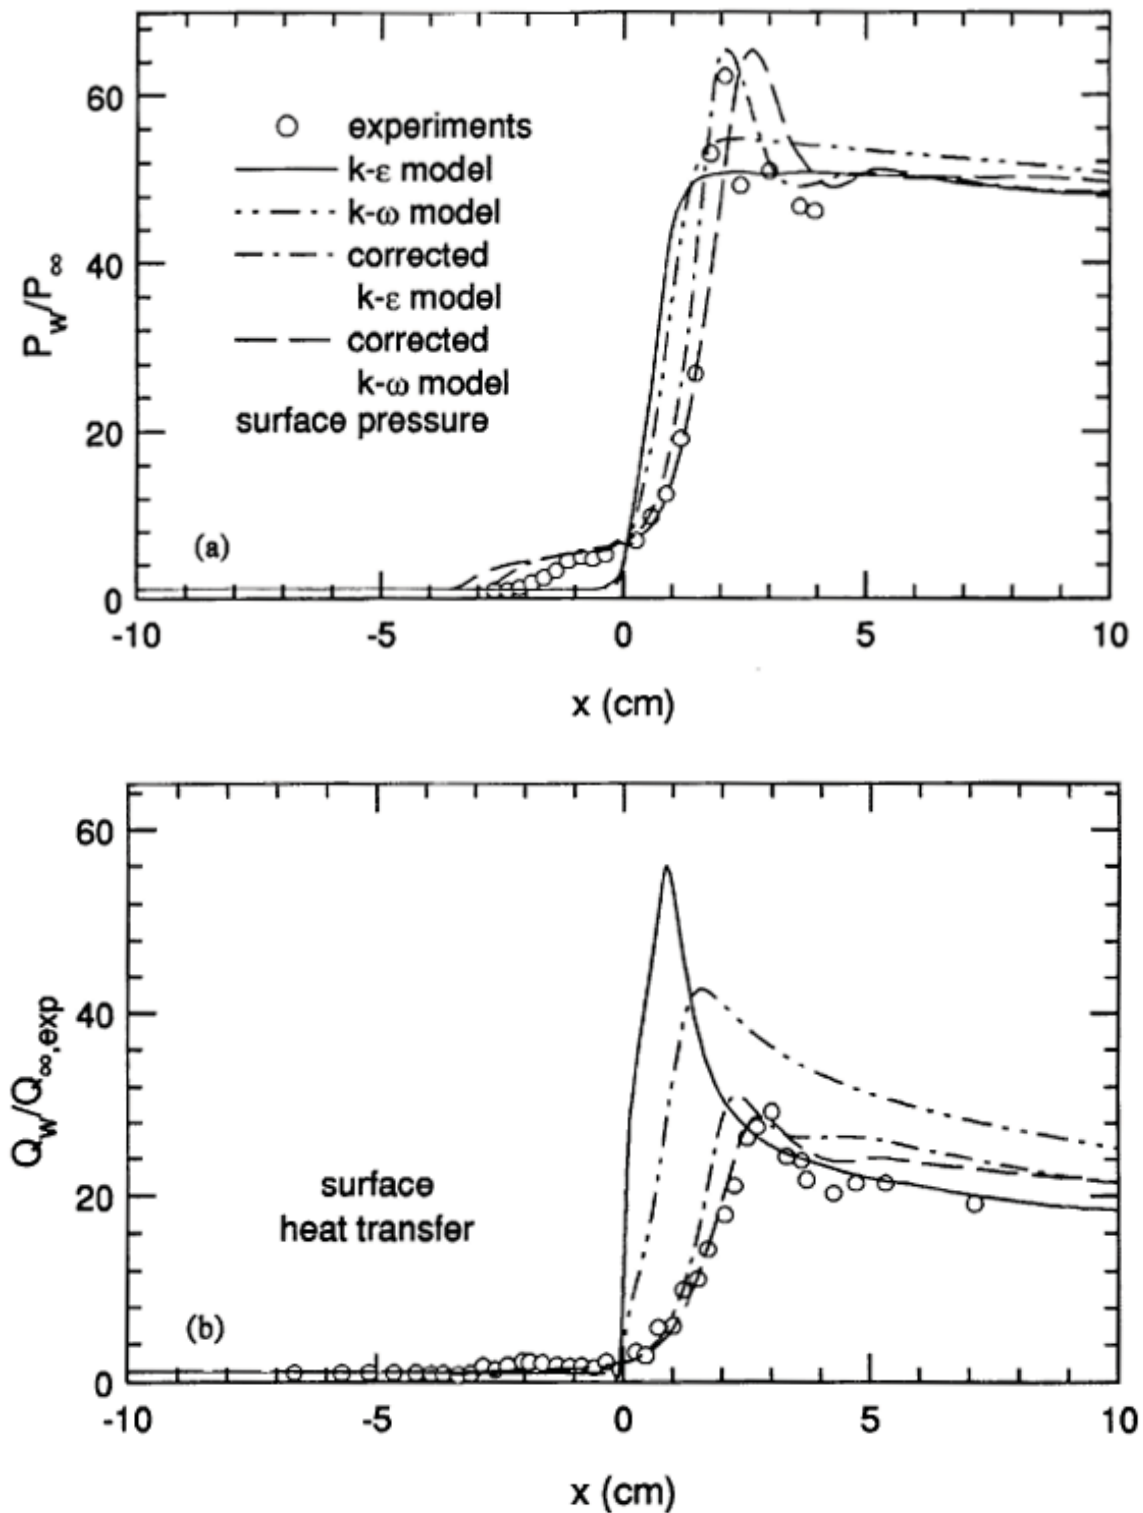 60
40
20
0
P_w/P_∞
experiments
k-ε model
k-ω model
corrected
k-ε model
corrected
k-ω model
surface pressure
(a)
-10 -5 0 5 10
x (cm)
60
40
20
0
Q_w/Q_∞,exp
surface
heat transfer
(b)
-10 -5 0 5 10
x (cm)